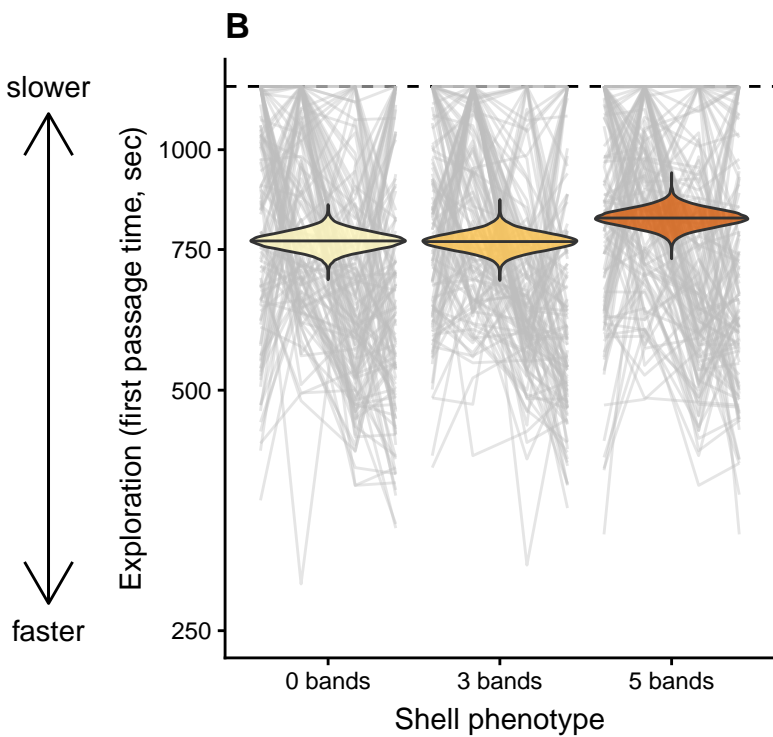 B
slower
faster
Exploration (first passage time, sec)
1000
750
500
250
0 bands
3 bands
5 bands
Shell phenotype